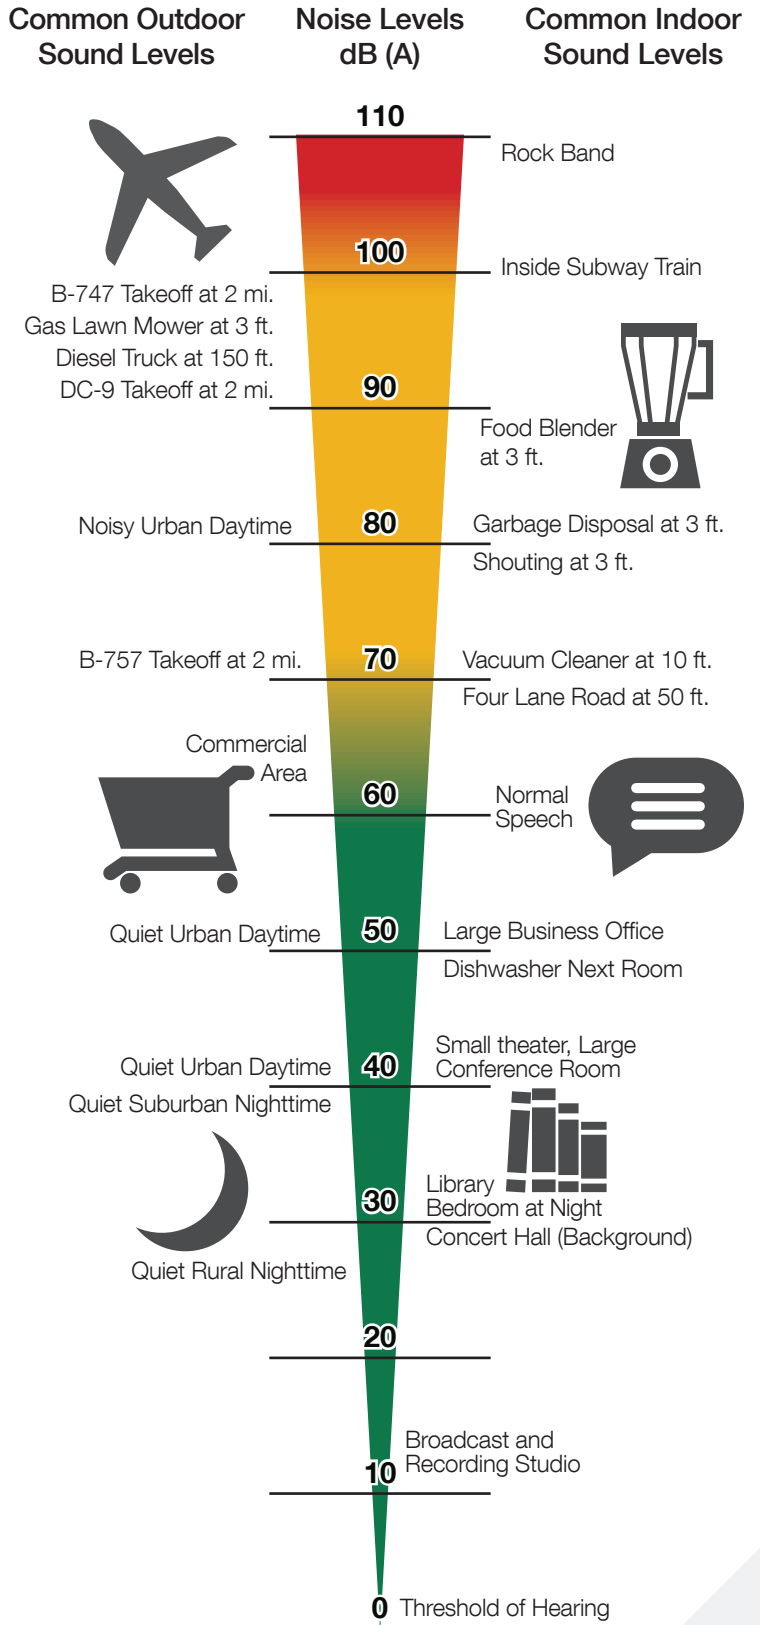 Common Outdoor
Sound Levels
Noise Levels
dB (A)
Common Indoor
Sound Levels
110
Rock Band
100
Inside Subway Train
B-747 Takeoff at 2 mi.
Gas Lawn Mower at 3 ft.
Diesel Truck at 150 ft.
DC-9 Takeoff at 2 mi.
90
Food Blender
at 3 ft.
Noisy Urban Daytime
80
Garbage Disposal at 3 ft.
Shouting at 3 ft.
B-757 Takeoff at 2 mi.
70
Vacuum Cleaner at 10 ft.
Four Lane Road at 50 ft.
Commercial
Area
60
Normal
Speech
Quiet Urban Daytime
50
Large Business Office
Dishwasher Next Room
Quiet Urban Daytime
40
Small theater, Large
Conference Room
Quiet Suburban Nighttime
30
Library
Bedroom at Night
Concert Hall (Background)
Quiet Rural Nighttime
20
Broadcast and
Recording Studio
10
0
Threshold of Hearing